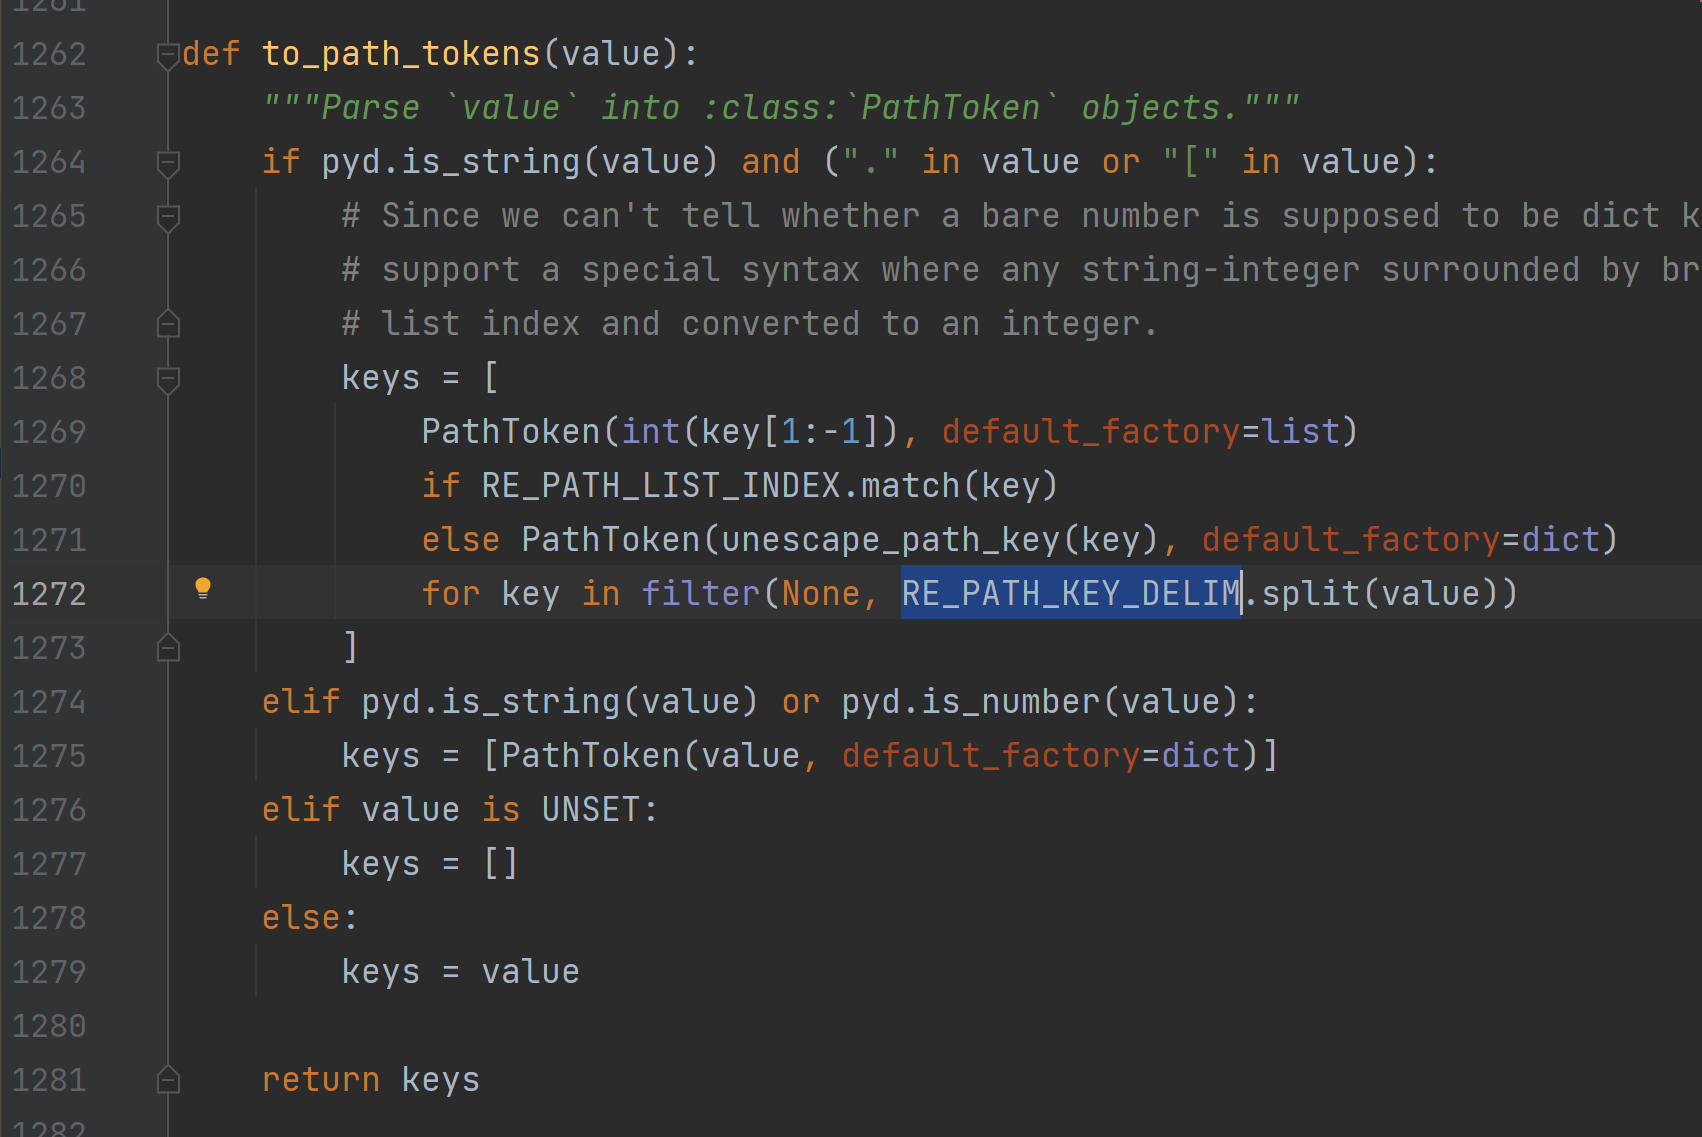 1261
1262 def to_path_tokens(value):
1263     """Parse `value` into :class:`PathToken` objects."""
1264     if pyd.is_string(value) and ("." in value or "[" in value):
1265         # Since we can't tell whether a bare number is supposed to be dict k
1266         # support a special syntax where any string-integer surrounded by br
1267         # list index and converted to an integer.
1268         keys = [
1269             PathToken(int(key[1:-1]), default_factory=list)
1270             if RE_PATH_LIST_INDEX.match(key)
1271             else PathToken(unescape_path_key(key), default_factory=dict)
1272             for key in filter(None, RE_PATH_KEY_DELIM.split(value))
1273         ]
1274     elif pyd.is_string(value) or pyd.is_number(value):
1275         keys = [PathToken(value, default_factory=dict)]
1276     elif value is UNSET:
1277         keys = []
1278     else:
1279         keys = value
1280
1281     return keys
1282